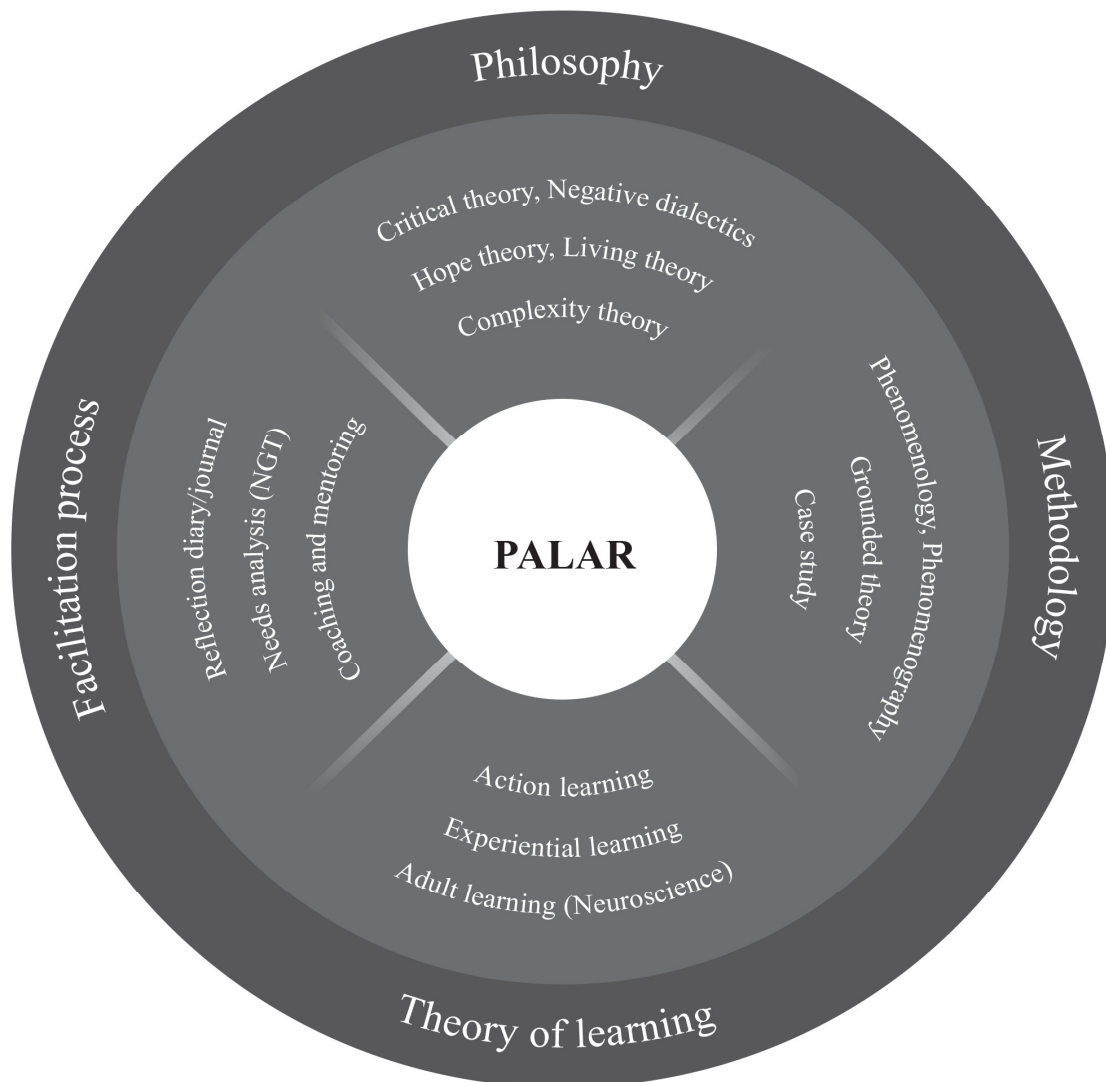 Philosophy
Critical theory, Negative dialectics
Hope theory, Living theory
Complexity theory
Methodology
Phenomenology, Phenomenography
Grounded theory
Case study
PALAR
Facilitation process
Reflection diary/journal
Needs analysis (NGT)
Coaching and mentoring
Action learning
Experiential learning
Adult learning (Neuroscience)
Theory of learning